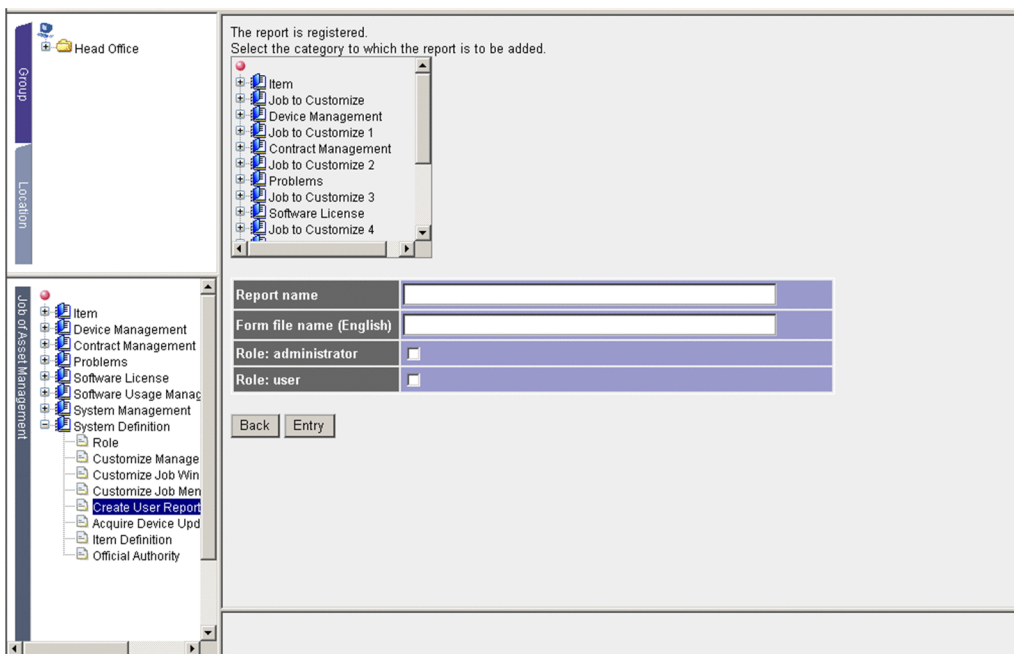 Group
Location
Head Office
Job of Asset Management
Item
Device Management
Contract Management
Problems
Software License
Software Usage Manag
System Management
System Definition
Role
Customize Manage
Customize Job Win
Customize Job Men
Create User Report
Acquire Device Upd
Item Definition
Official Authority
The report is registered.
Select the category to which the report is to be added.
Item
Job to Customize
Device Management
Job to Customize 1
Contract Management
Job to Customize 2
Problems
Job to Customize 3
Software License
Job to Customize 4
Report name
Form file name (English)
Role: administrator
Role: user
Back Entry